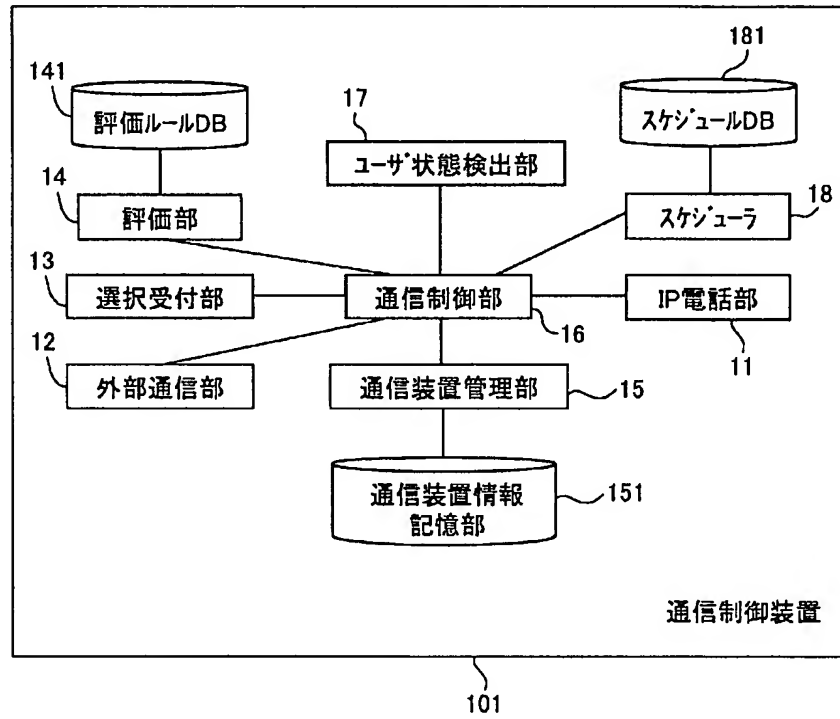 141
評価ルールDB
17
ユーザ状態検出部
181
スケジュールDB
14
評価部
スケジューラ
18
13
選択受付部
通信制御部
16
IP電話部
11
12
外部通信部
通信装置管理部
15
通信装置情報
記憶部
151
通信制御装置
101